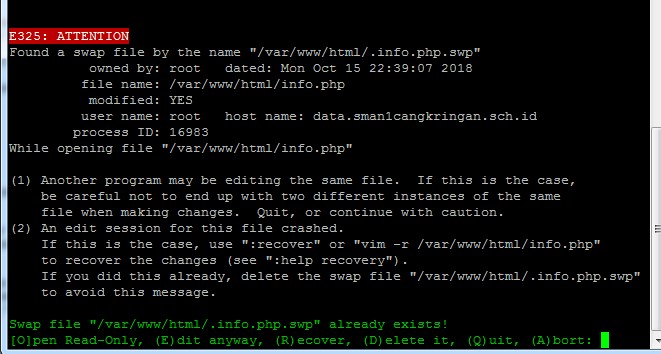 E325: ATTENTION
Found a swap file by the name "/var/www/html/.info.php.swp"
owned by: root   dated: Mon Oct 15 22:39:07 2018
file name: /var/www/html/info.php
modified: YES
user name: root   host name: data.sman1cangkringan.sch.id
process ID: 16983
While opening file "/var/www/html/info.php"
(1) Another program may be editing the same file.  If this is the case,
be careful not to end up with two different instances of the same
file when making changes.  Quit, or continue with caution.
(2) An edit session for this file crashed.
If this is the case, use ":recover" or "vim -r /var/www/html/info.php"
to recover the changes (see ":help recovery").
If you did this already, delete the swap file "/var/www/html/.info.php.swp"
to avoid this message.
Swap file "/var/www/html/.info.php.swp" already exists!
[O]pen Read-Only, (E)dit anyway, (R)ecover, (D)elete it, (Q)uit, (A)bort: